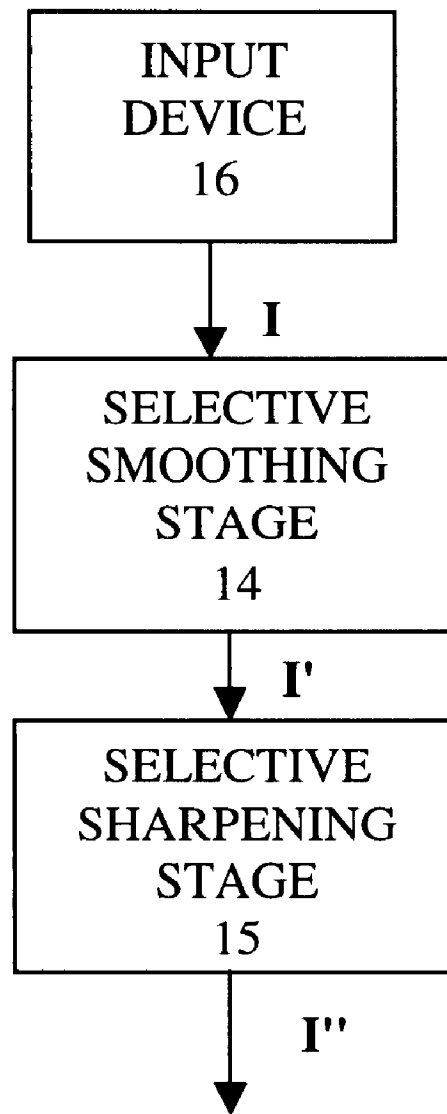 INPUT
DEVICE
16
I
SELECTIVE
SMOOTHING
STAGE
14
I'
SELECTIVE
SHARPENING
STAGE
15
I''